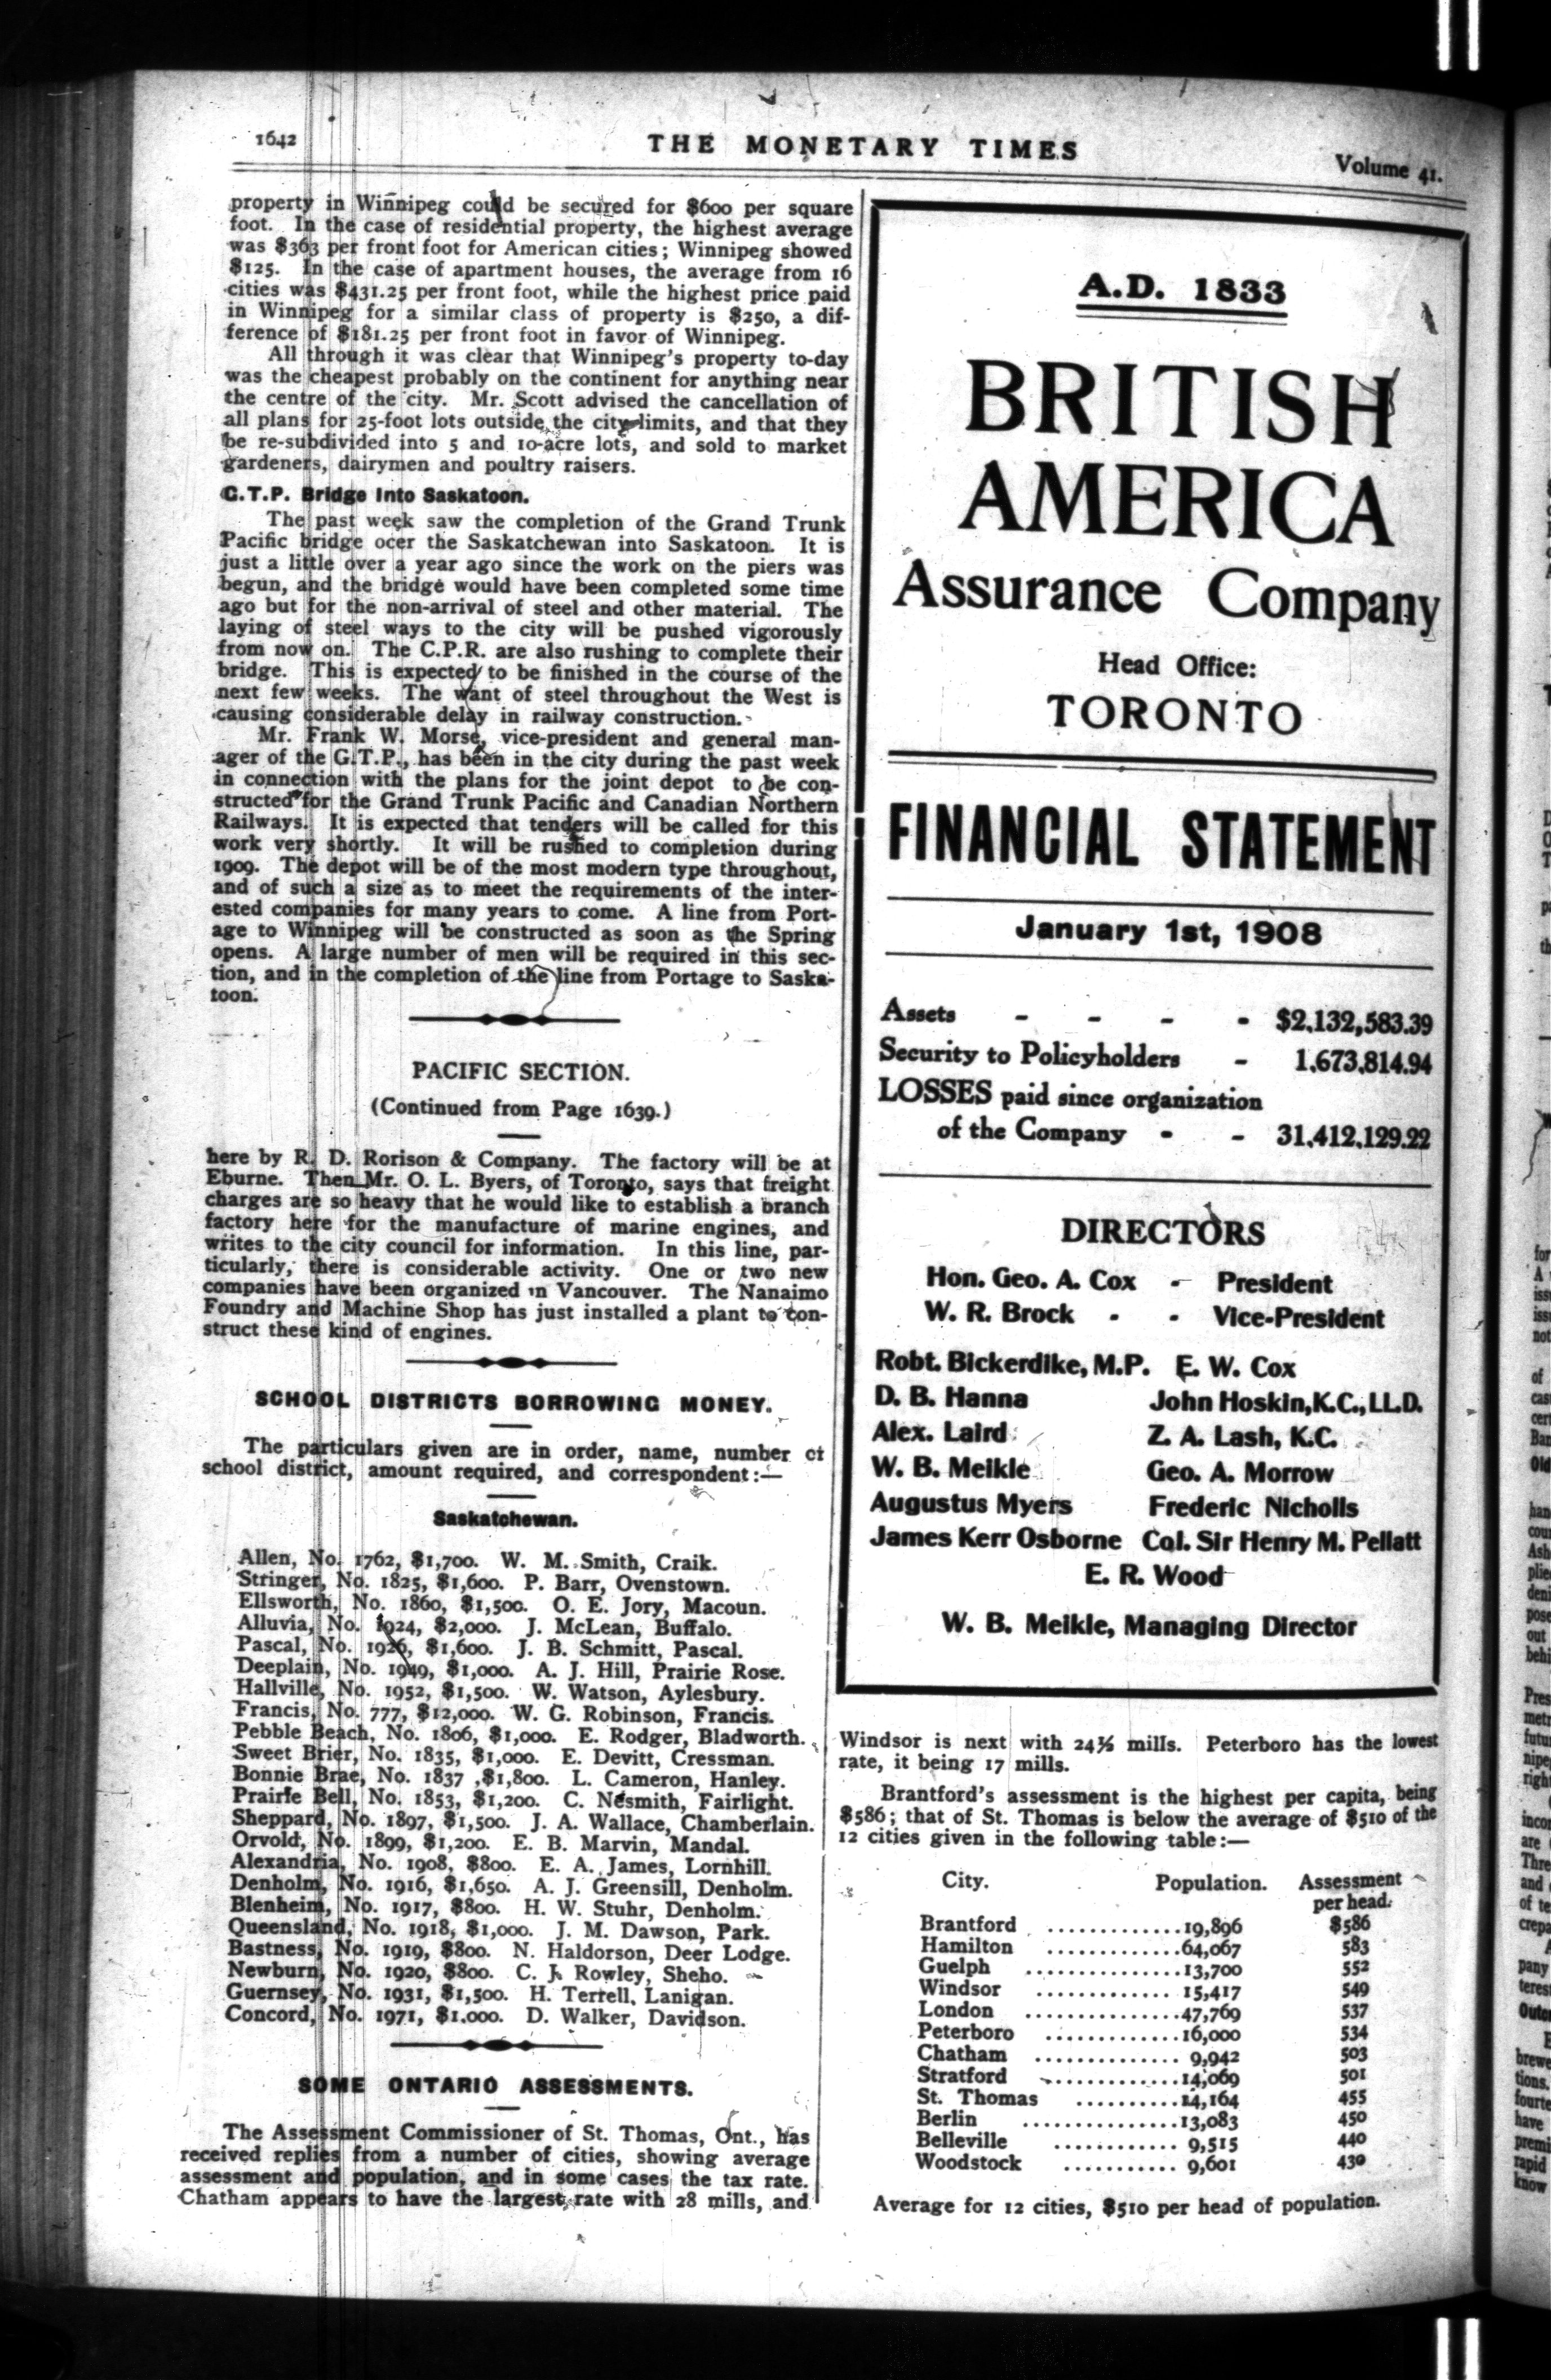 1642
THE MONETARY TIMES
Volume 41.
property in Winnipeg could be secured for $600 per square
foot. In the case of residential property, the highest average
was $363 per front foot for American cities; Winnipeg showed
$125. In the case of apartment houses, the average from 16
cities was $431.25 per front foot, while the highest price paid
in Winnipeg for a similar class of property is $250, a dif-
ference of $181.25 per front foot in favor of Winnipeg.
All through it was clear that Winnipeg's property to-day
was the cheapest probably on the continent for anything near
the centre of the city. Mr. Scott advised the cancellation of
all plans for 25-foot lots outside the city limits, and that they
be re-subdivided into 5 and 10-acre lots, and sold to market
gardeners, dairymen and poultry raisers.
G.T.P. Bridge Into Saskatoon.
The past week saw the completion of the Grand Trunk
Pacific bridge ocer the Saskatchewan into Saskatoon. It is
just a little over a year ago since the work on the piers was
begun, and the bridge would have been completed some time
ago but for the non-arrival of steel and other material. The
laying of steel ways to the city will be pushed vigorously
from now on. The C.P.R. are also rushing to complete their
bridge. This is expected to be finished in the course of the
next few weeks. The want of steel throughout the West is
causing considerable delay in railway construction.
Mr. Frank W. Morse, vice-president and general man-
ager of the G.T.P., has been in the city during the past week
in connection with the plans for the joint depot to be con-
structed for the Grand Trunk Pacific and Canadian Northern
Railways. It is expected that tenders will be called for this
work very shortly. It will be rushed to completion during
1909. The depot will be of the most modern type throughout,
and of such a size as to meet the requirements of the inter-
ested companies for many years to come. A line from Port-
age to Winnipeg will be constructed as soon as the Spring
opens. A large number of men will be required in this sec-
tion, and in the completion of the line from Portage to Saska-
toon.
PACIFIC SECTION.
(Continued from Page 1639.)
here by R. D. Rorison & Company. The factory will be at
Eburne. Then Mr. O. L. Byers, of Toronto, says that freight
charges are so heavy that he would like to establish a branch
factory here for the manufacture of marine engines, and
writes to the city council for information. In this line, par-
ticularly, there is considerable activity. One or two new
companies have been organized in Vancouver. The Nanaimo
Foundry and Machine Shop has just installed a plant to con-
struct these kind of engines.
SCHOOL DISTRICTS BORROWING MONEY.
The particulars given are in order, name, number of
school district, amount required, and correspondent:—
Saskatchewan.
Allen, No. 1762, $1,700. W. M. Smith, Craik.
Stringer, No. 1825, $1,600. P. Barr, Ovenstown.
Ellsworth, No. 1860, $1,500. O. E. Jory, Macoun.
Alluvia, No. 1924, $2,000. J. McLean, Buffalo.
Pascal, No. 1926, $1,600. J. B. Schmitt, Pascal.
Deeplain, No. 1949, $1,000. A. J. Hill, Prairie Rose.
Hallville, No. 1952, $1,500. W. Watson, Aylesbury.
Francis, No. 777, $12,000. W. G. Robinson, Francis.
Pebble Beach, No. 1806, $1,000. E. Rodger, Bladworth.
Sweet Brier, No. 1835, $1,000. E. Devitt, Cressman.
Bonnie Brae, No. 1837 ,$1,800. L. Cameron, Hanley.
Prairie Bell, No. 1853, $1,200. C. Nesmith, Fairlight.
Sheppard, No. 1897, $1,500. J. A. Wallace, Chamberlain.
Orvold, No. 1899, $1,200. E. B. Marvin, Mandal.
Alexandria, No. 1908, $800. E. A. James, Lornhill.
Denholm, No. 1916, $1,650. A. J. Greensill, Denholm.
Blenheim, No. 1917, $800. H. W. Stuhr, Denholm.
Queensland, No. 1918, $1,000. J. M. Dawson, Park.
Bastness, No. 1919, $800. N. Haldorson, Deer Lodge.
Newburn, No. 1920, $800. C. J. Rowley, Sheho.
Guernsey, No. 1931, $1,500. H. Terrell, Lanigan.
Concord, No. 1971, $1.000. D. Walker, Davidson.
SOME ONTARIO ASSESSMENTS.
The Assessment Commissioner of St. Thomas, Ont., has
received replies from a number of cities, showing average
assessment and population, and in some cases the tax rate.
Chatham appears to have the largest rate with 28 mills, and
A.D. 1833
BRITISH
AMERICA
Assurance Company
Head Office:
TORONTO
FINANCIAL STATEMENT
January 1st, 1908
Assets - - - - $2,132,583.39
Security to Policyholders - 1,673,814.94
LOSSES paid since organization
of the Company - - 31,412,129.22
DIRECTORS
Hon. Geo. A. Cox - President
W. R. Brock - - Vice-President
Robt. Bickerdike, M.P. E. W. Cox
D. B. Hanna John Hoskin, K.C., LL.D.
Alex. Laird Z. A. Lash, K.C.
W. B. Meikle Geo. A. Morrow
Augustus Myers Frederic Nicholls
James Kerr Osborne Col. Sir Henry M. Pellatt
E. R. Wood
W. B. Meikle, Managing Director
Windsor is next with 24⅘ mills. Peterboro has the lowest
rate, it being 17 mills.
Brantford's assessment is the highest per capita, being
$586; that of St. Thomas is below the average of $510 of the
12 cities given in the following table:—
City. Population. Assessment
per head.
Brantford ............. 19,896 $586
Hamilton ............. 64,067 583
Guelph ............... 13,700 552
Windsor ............. 15,417 549
London ............... 47,769 537
Peterboro ............. 16,000 534
Chatham .............. 9,942 503
Stratford ............. 14,069 501
St. Thomas .......... 14,164 455
Berlin ............... 13,083 450
Belleville ............ 9,515 440
Woodstock ........... 9,601 430
Average for 12 cities, $510 per head of population.